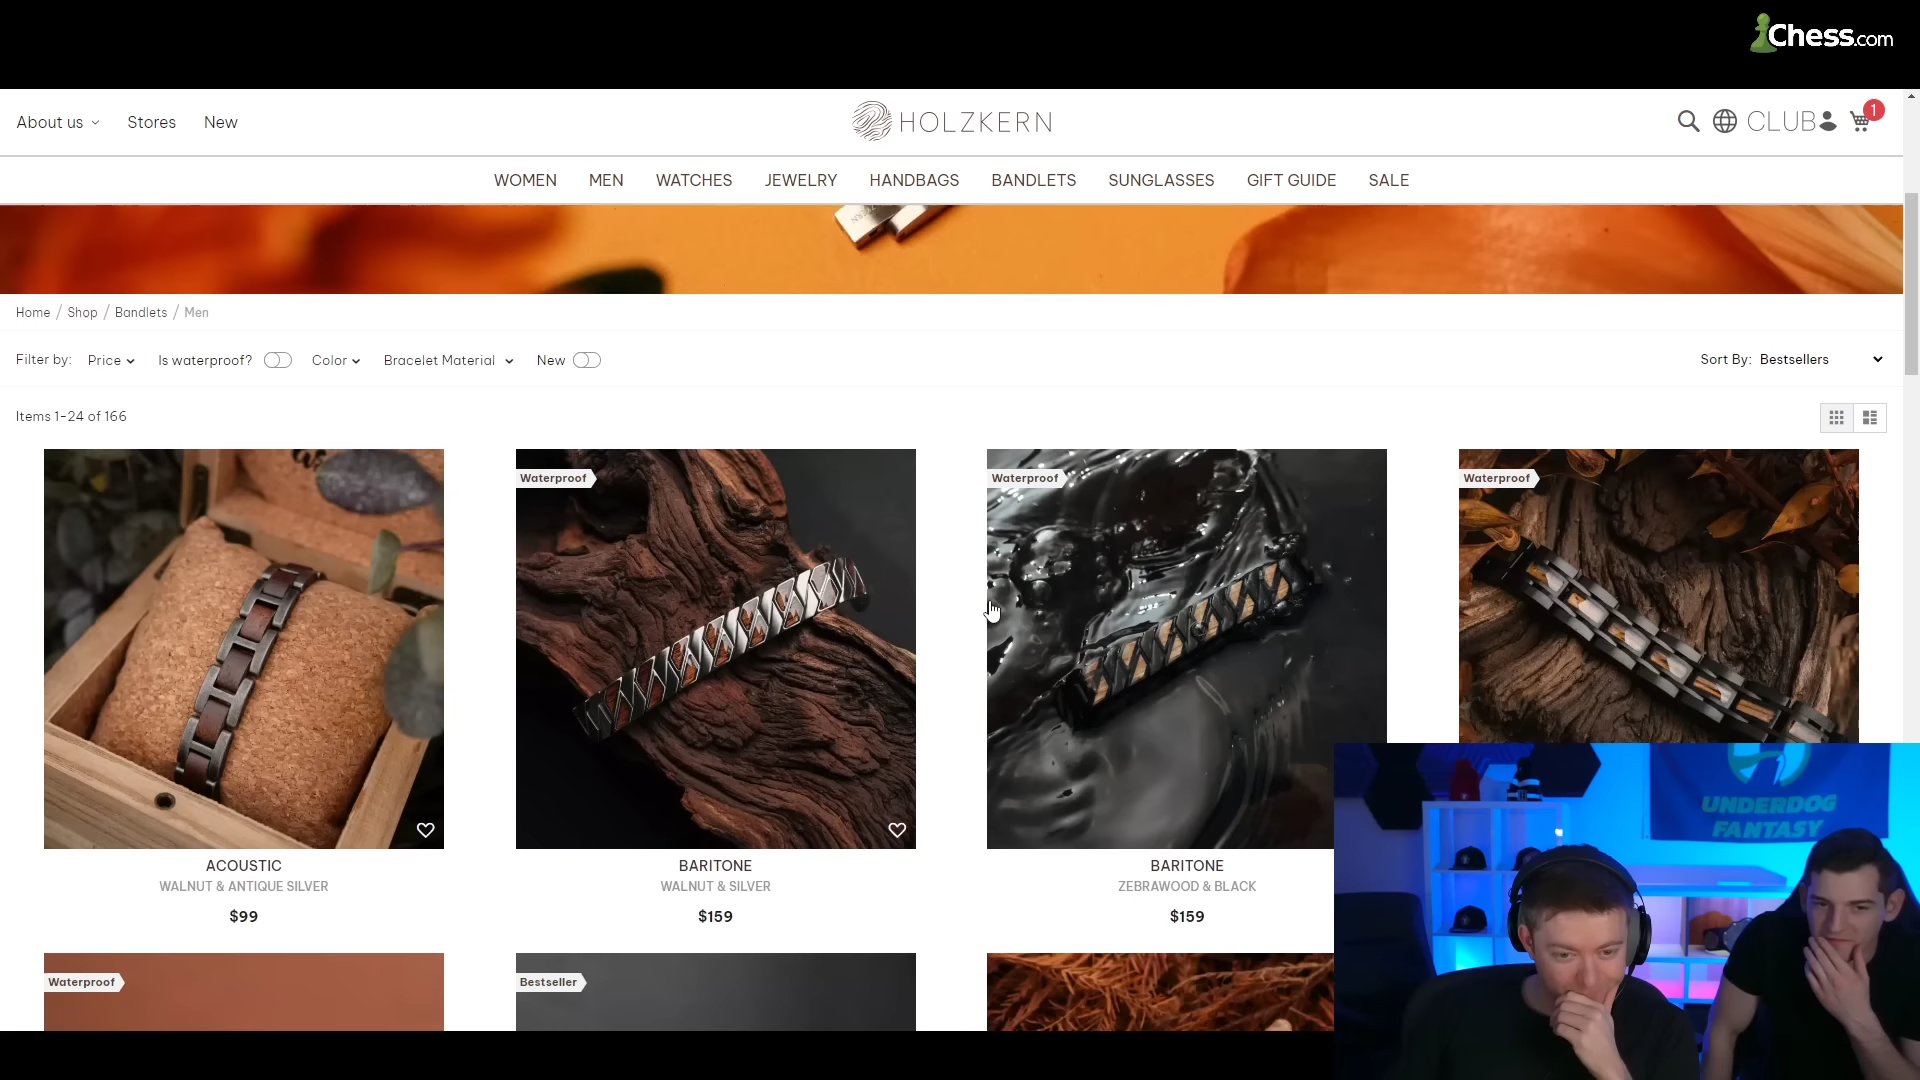 Chess.com
About us
Stores
New
HOLZKERN
CLUB
1
WOMEN
MEN
WATCHES
JEWELRY
HANDBAGS
BANDLETS
SUNGLASSES
GIFT GUIDE
SALE
Home / Shop / Bandlets / Men
Filter by:
Price
Is waterproof?
Color
Bracelet Material
New
Sort By: Bestsellers
Items 1-24 of 166
Waterproof
Waterproof
Waterproof
ACOUSTIC
WALNUT & ANTIQUE SILVER
$99
BARITONE
WALNUT & SILVER
$159
BARITONE
ZEBRAWOOD & BLACK
$159
Waterproof
Bestseller
UNDERDOG
FANTASY